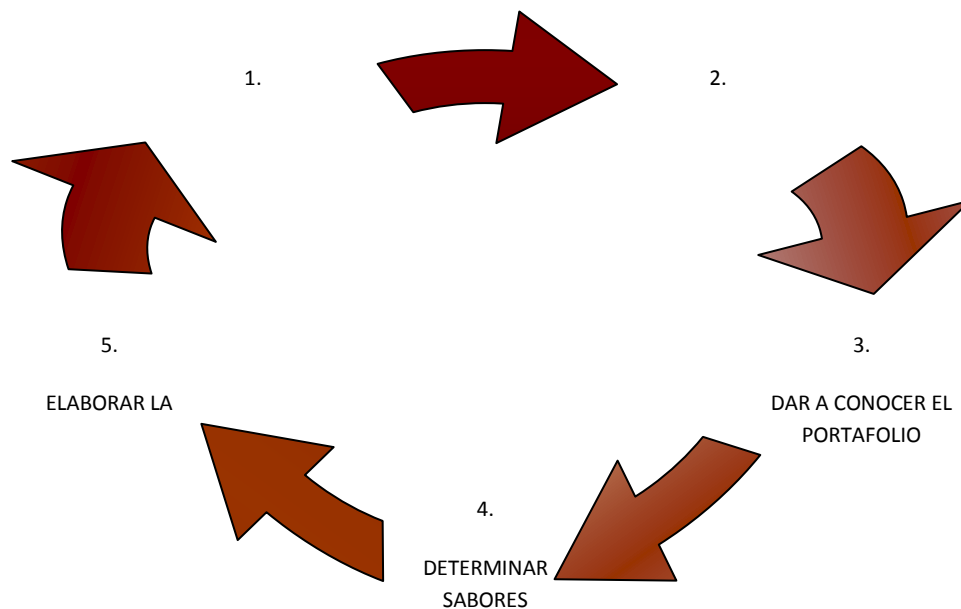 1.
2.
3.
DAR A CONOCER EL
PORTAFOLIO
4.
DETERMINAR
SABORES
5.
ELABORAR LA